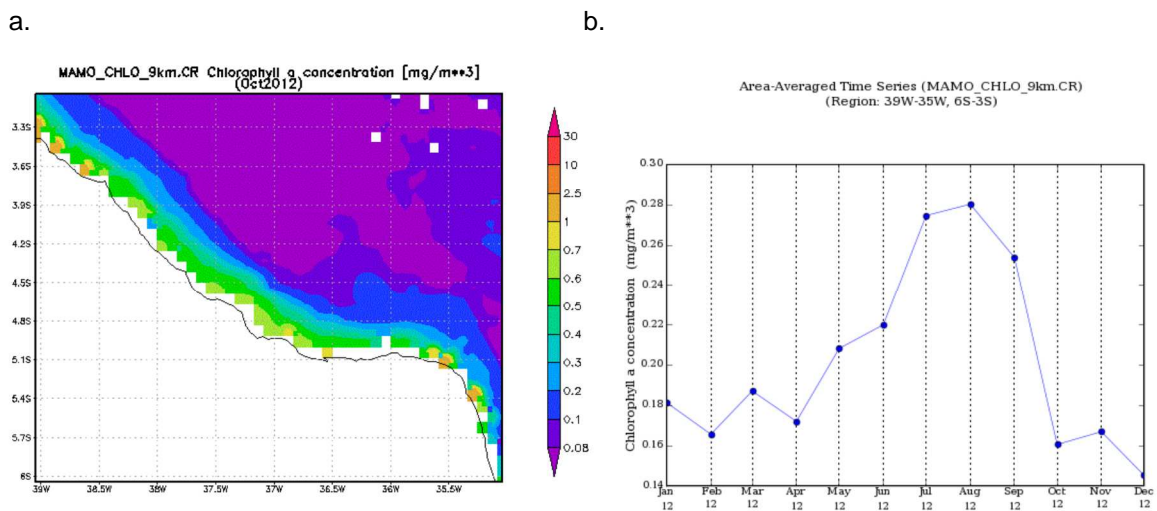 a.
b.
MAMO_CHLO_9km.CR Chlorophyll a concentration [mg/m**3]
(Oct2012)
3.3S
3.6S
3.9S
4.2S
4.5S
4.8S
5.1S
5.4S
5.7S
6S
39W 38.5W 38W 37.5W 37W 36.5W 36W 35.5W
30
10
2.5
1
0.7
0.6
0.5
0.4
0.3
0.2
0.1
0.08
Area-Averaged Time Series (MAMO_CHLO_9km.CR)
(Region: 39W-35W, 6S-3S)
Chlorophyll a concentration (mg/m**3)
0.30
0.28
0.26
0.24
0.22
0.20
0.18
0.16
0.14
Jan Feb Mar Apr May Jun Jul Aug Sep Oct Nov Dec
12 12 12 12 12 12 12 12 12 12 12 12